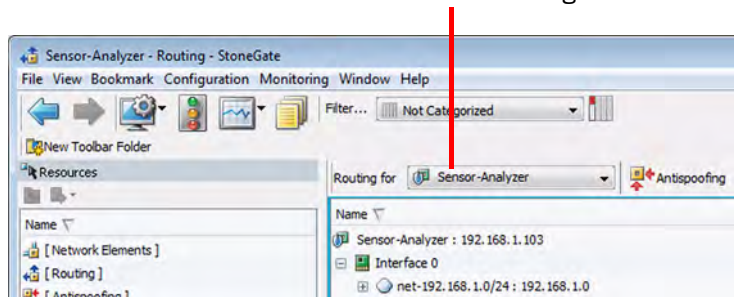 Sensor-Analyzer - Routing - StoneGate
File View Bookmark Configuration Monitoring Window Help
Filter... Not Categorized
New Toolbar Folder
Resources
Routing for Sensor-Analyzer Antispoofing
Name
Name
Sensor-Analyzer : 192.168.1.103
[ Network Elements ]
Interface 0
[ Routing ]
net-192.168.1.0/24 : 192.168.1.0
[ Antispoofing ]